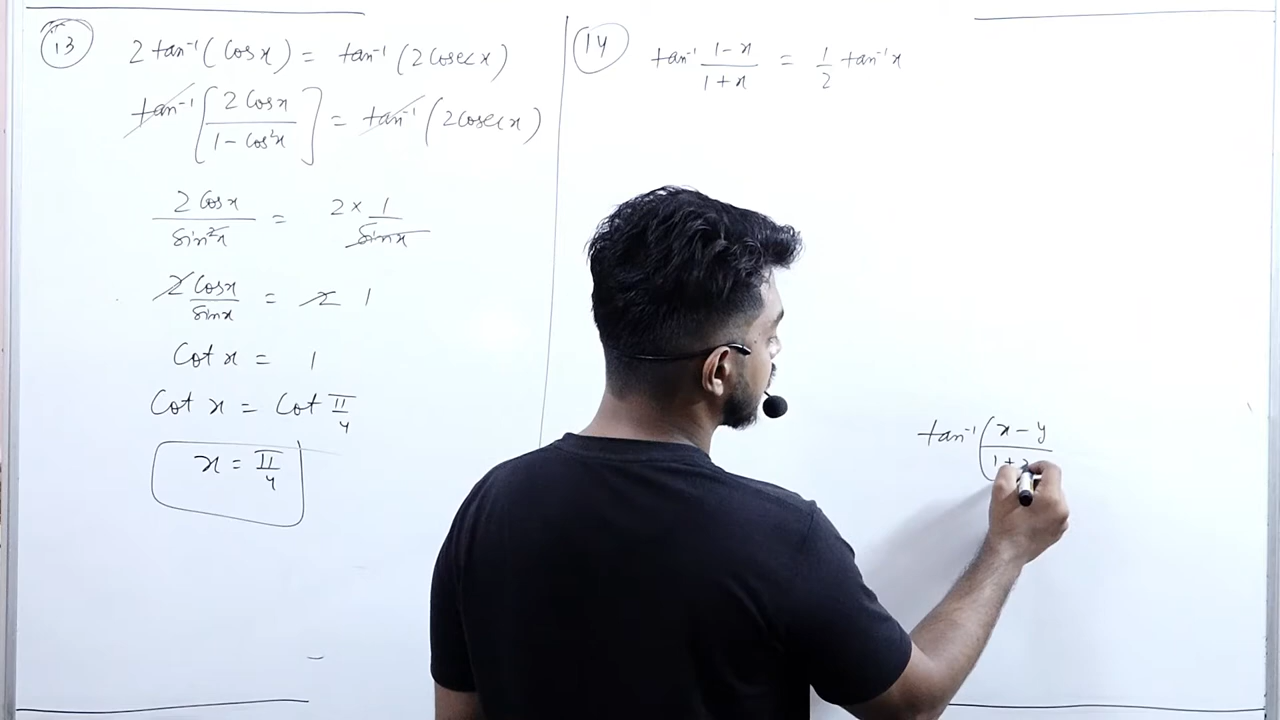 13
2 tan⁻¹ (Cos x) = tan⁻¹ (2 Cosec x)
tan⁻¹ [2 Cos x / 1 - Cos² x] = tan⁻¹ (2 Cosec x)
2 Cos x / Sin² x = 2 × 1 / Sin x
2 Cos x / Sin x = 2 1
Cot x = 1
Cot x = Cot π/4
x = π/4
14
tan⁻¹ 1 - x / 1 + x = 1/2 tan⁻¹ x
tan⁻¹ (x - y / 1 +